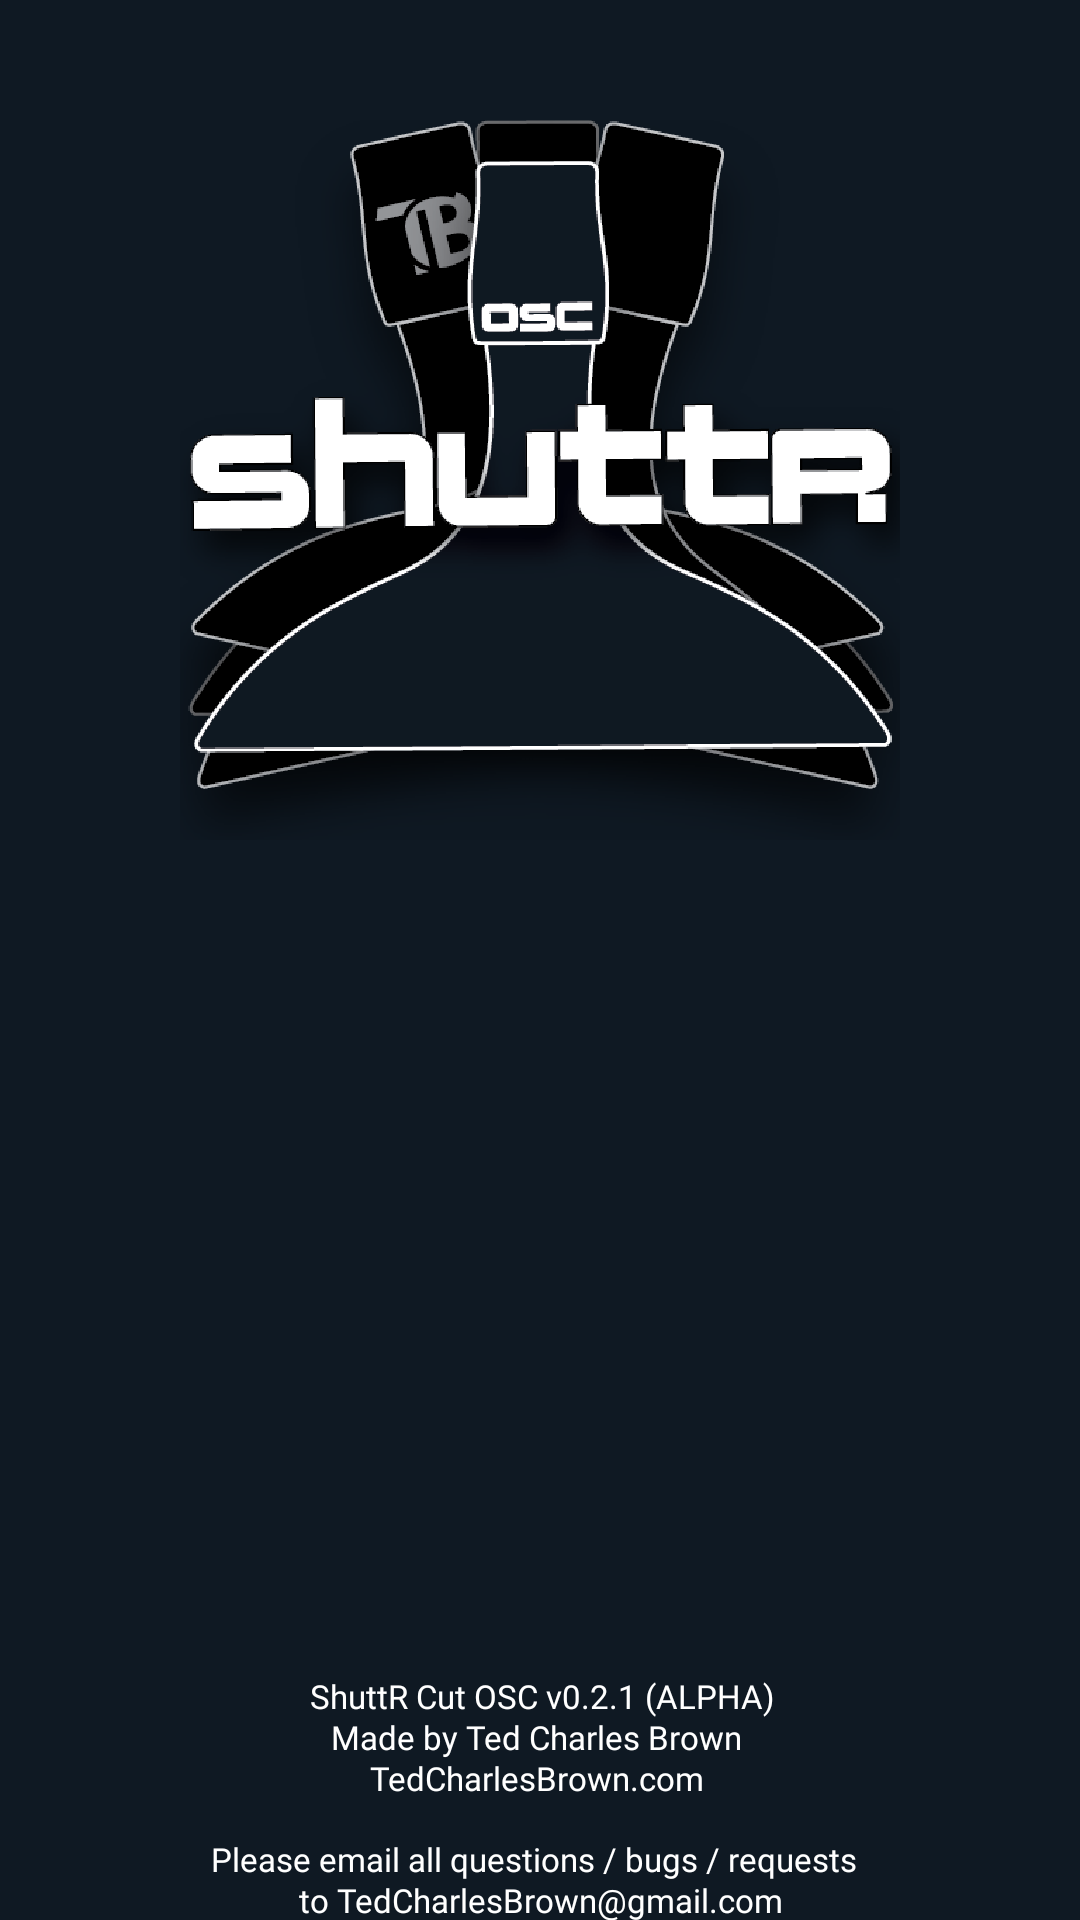 TCB
OSC
shuttR
ShuttR Cut OSC v0.2.1 (ALPHA)
Made by Ted Charles Brown
TedCharlesBrown.com
Please email all questions / bugs / requests
to TedCharlesBrown@gmail.com